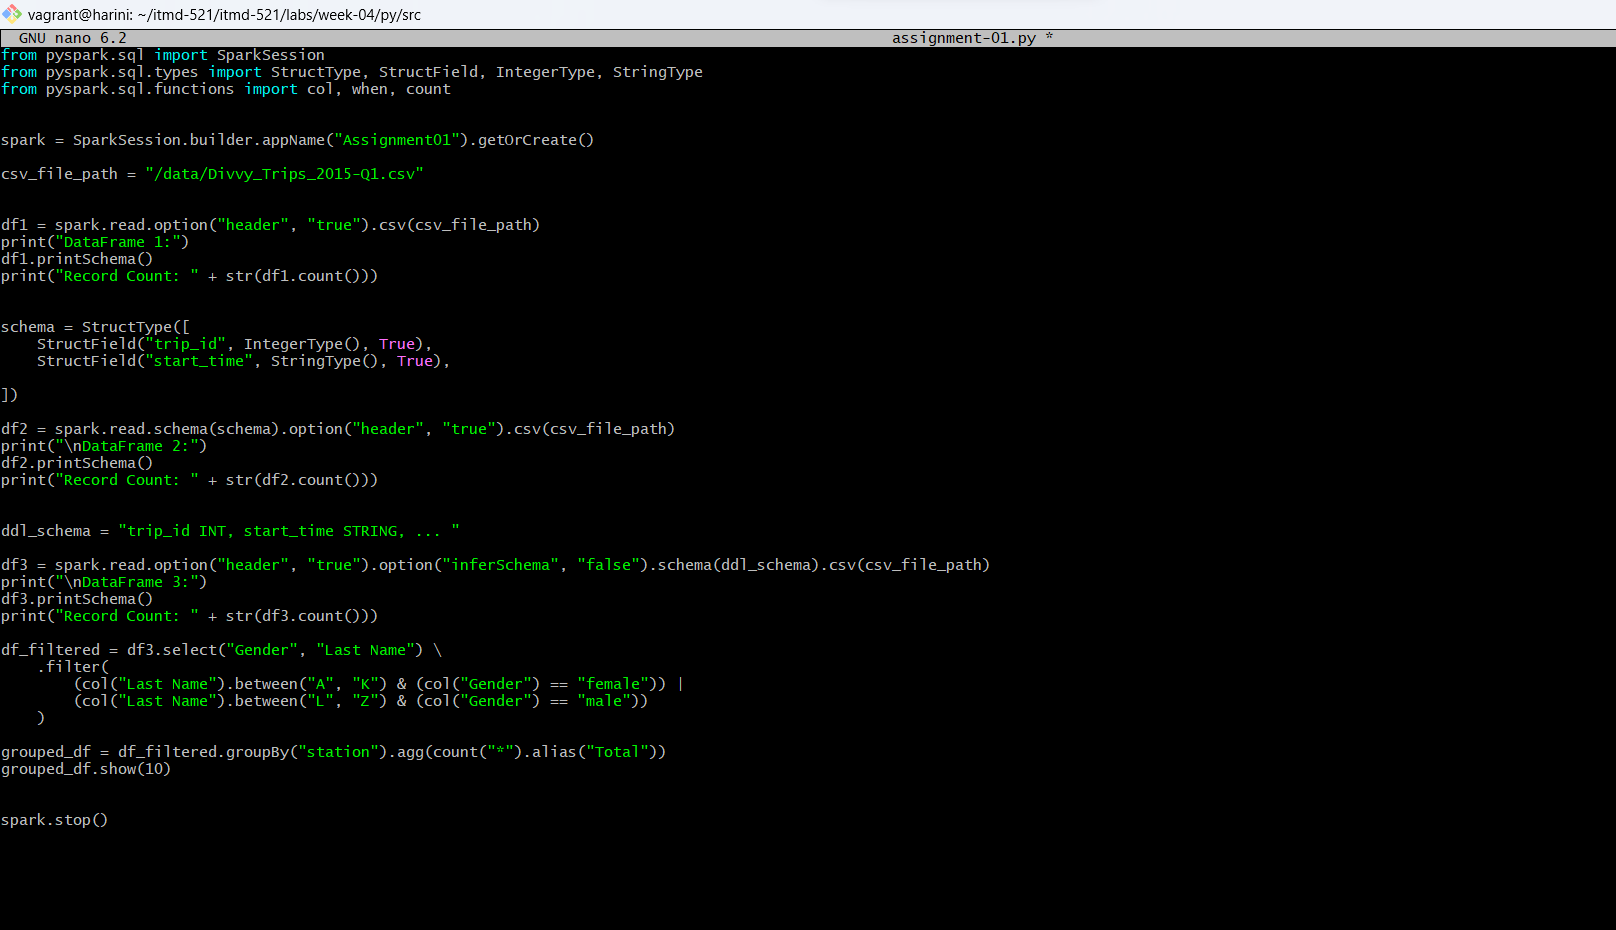 vagrant@harini: ~/itmd-521/itmd-521/labs/week-04/py/src
GNU nano 6.2 assignment-01.py *
from pyspark.sql import SparkSession
from pyspark.sql.types import StructType, StructField, IntegerType, StringType
from pyspark.sql.functions import col, when, count
spark = SparkSession.builder.appName("Assignment01").getOrCreate()
csv_file_path = "/data/Divvy_Trips_2015-Q1.csv"
df1 = spark.read.option("header", "true").csv(csv_file_path)
print("DataFrame 1:")
df1.printSchema()
print("Record Count: " + str(df1.count()))
schema = StructType([
    StructField("trip_id", IntegerType(), True),
    StructField("start_time", StringType(), True),
])
df2 = spark.read.schema(schema).option("header", "true").csv(csv_file_path)
print("\nDataFrame 2:")
df2.printSchema()
print("Record Count: " + str(df2.count()))
ddl_schema = "trip_id INT, start_time STRING, ... "
df3 = spark.read.option("header", "true").option("inferSchema", "false").schema(ddl_schema).csv(csv_file_path)
print("\nDataFrame 3:")
df3.printSchema()
print("Record Count: " + str(df3.count()))
df_filtered = df3.select("Gender", "Last Name") \
    .filter(
        (col("Last Name").between("A", "K") & (col("Gender") == "female")) |
        (col("Last Name").between("L", "Z") & (col("Gender") == "male"))
    )
grouped_df = df_filtered.groupBy("station").agg(count("*").alias("Total"))
grouped_df.show(10)
spark.stop()